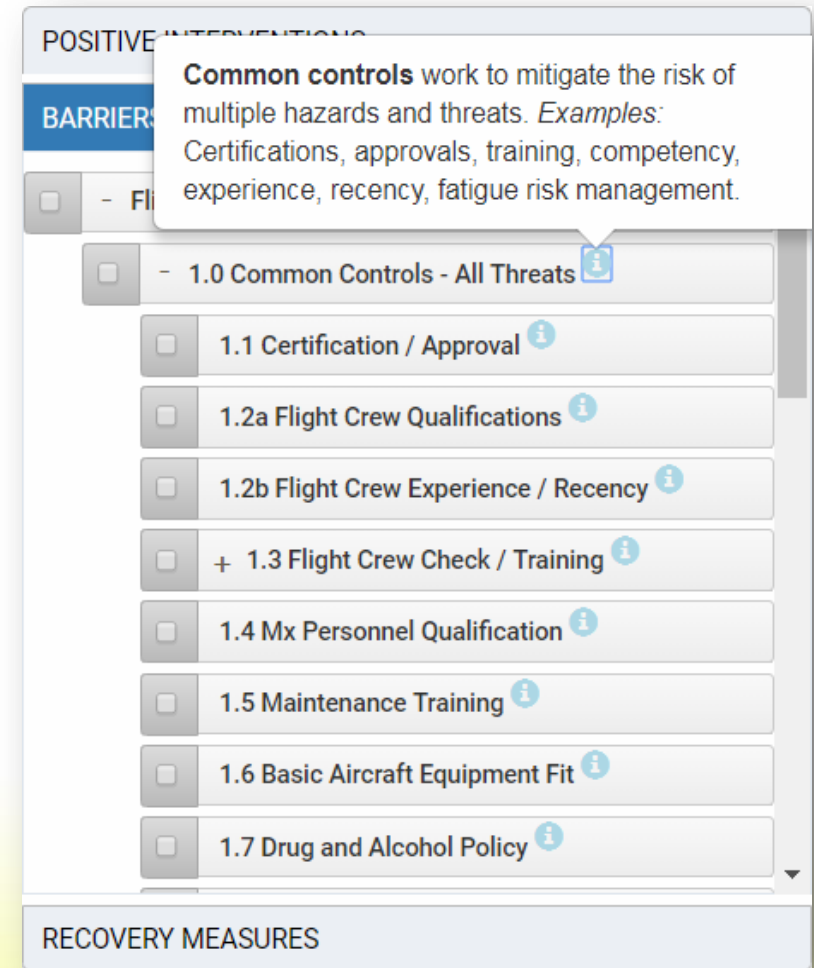 POSITIVE
Common controls work to mitigate the risk of
multiple hazards and threats. Examples:
Certifications, approvals, training, competency,
experience, recency, fatigue risk management.
BARRIERS
- Fli
- 1.0 Common Controls - All Threats
1.1 Certification / Approval
1.2a Flight Crew Qualifications
1.2b Flight Crew Experience / Recency
+ 1.3 Flight Crew Check / Training
1.4 Mx Personnel Qualification
1.5 Maintenance Training
1.6 Basic Aircraft Equipment Fit
1.7 Drug and Alcohol Policy
RECOVERY MEASURES